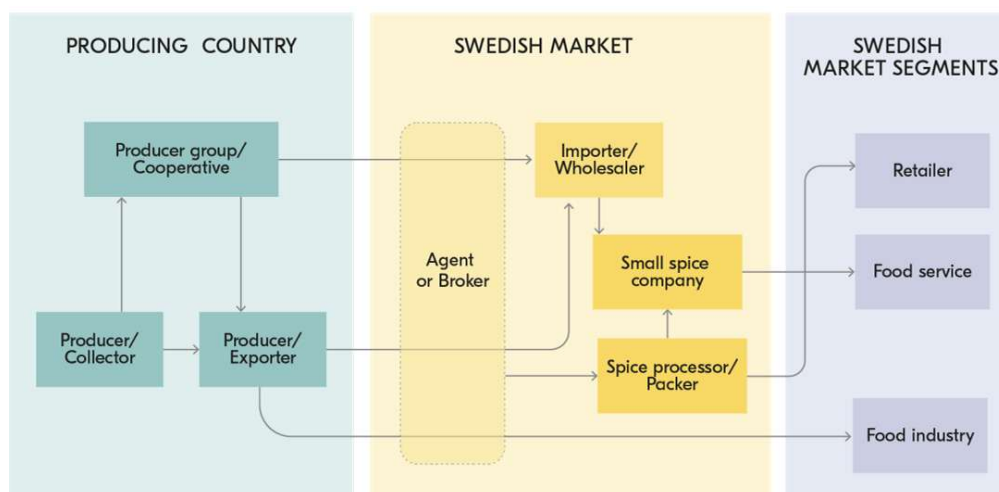 PRODUCING COUNTRY
SWEDISH MARKET
SWEDISH
MARKET SEGMENTS
Producer group/
Cooperative
Importer/
Wholesaler
Retailer
Agent
or Broker
Small spice
company
Food service
Producer/
Collector
Producer/
Exporter
Spice processor/
Packer
Food industry